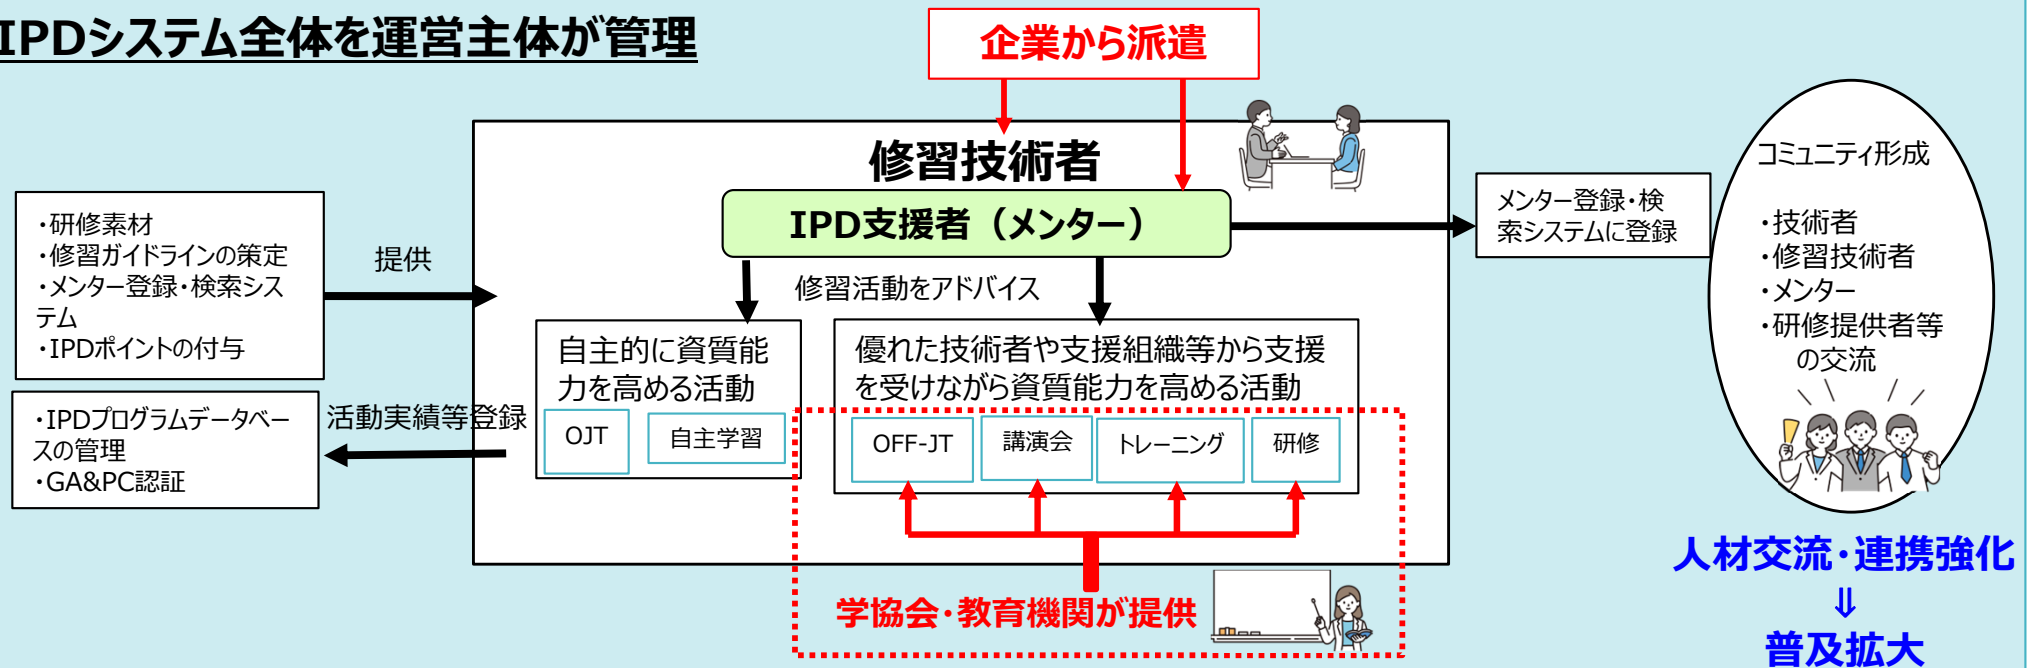 IPDシステム全体を運営主体が管理
企業から派遣
修習技術者
IPD支援者（メンター）
・研修素材
・修習ガイドラインの策定
・メンター登録・検索シス
テム
・IPDポイントの付与
提供
修習活動をアドバイス
自主的に資質能
力を高める活動
OJT
自主学習
優れた技術者や支援組織等から支援
を受けながら資質能力を高める活動
OFF-JT
講演会
トレーニング
研修
活動実績等登録
・IPDプログラムデータベー
スの管理
・GA&PC認証
学協会・教育機関が提供
メンター登録・検
索システムに登録
コミュニティ形成
・技術者
・修習技術者
・メンター
・研修提供者等
の交流
人材交流・連携強化
⇓
普及拡大